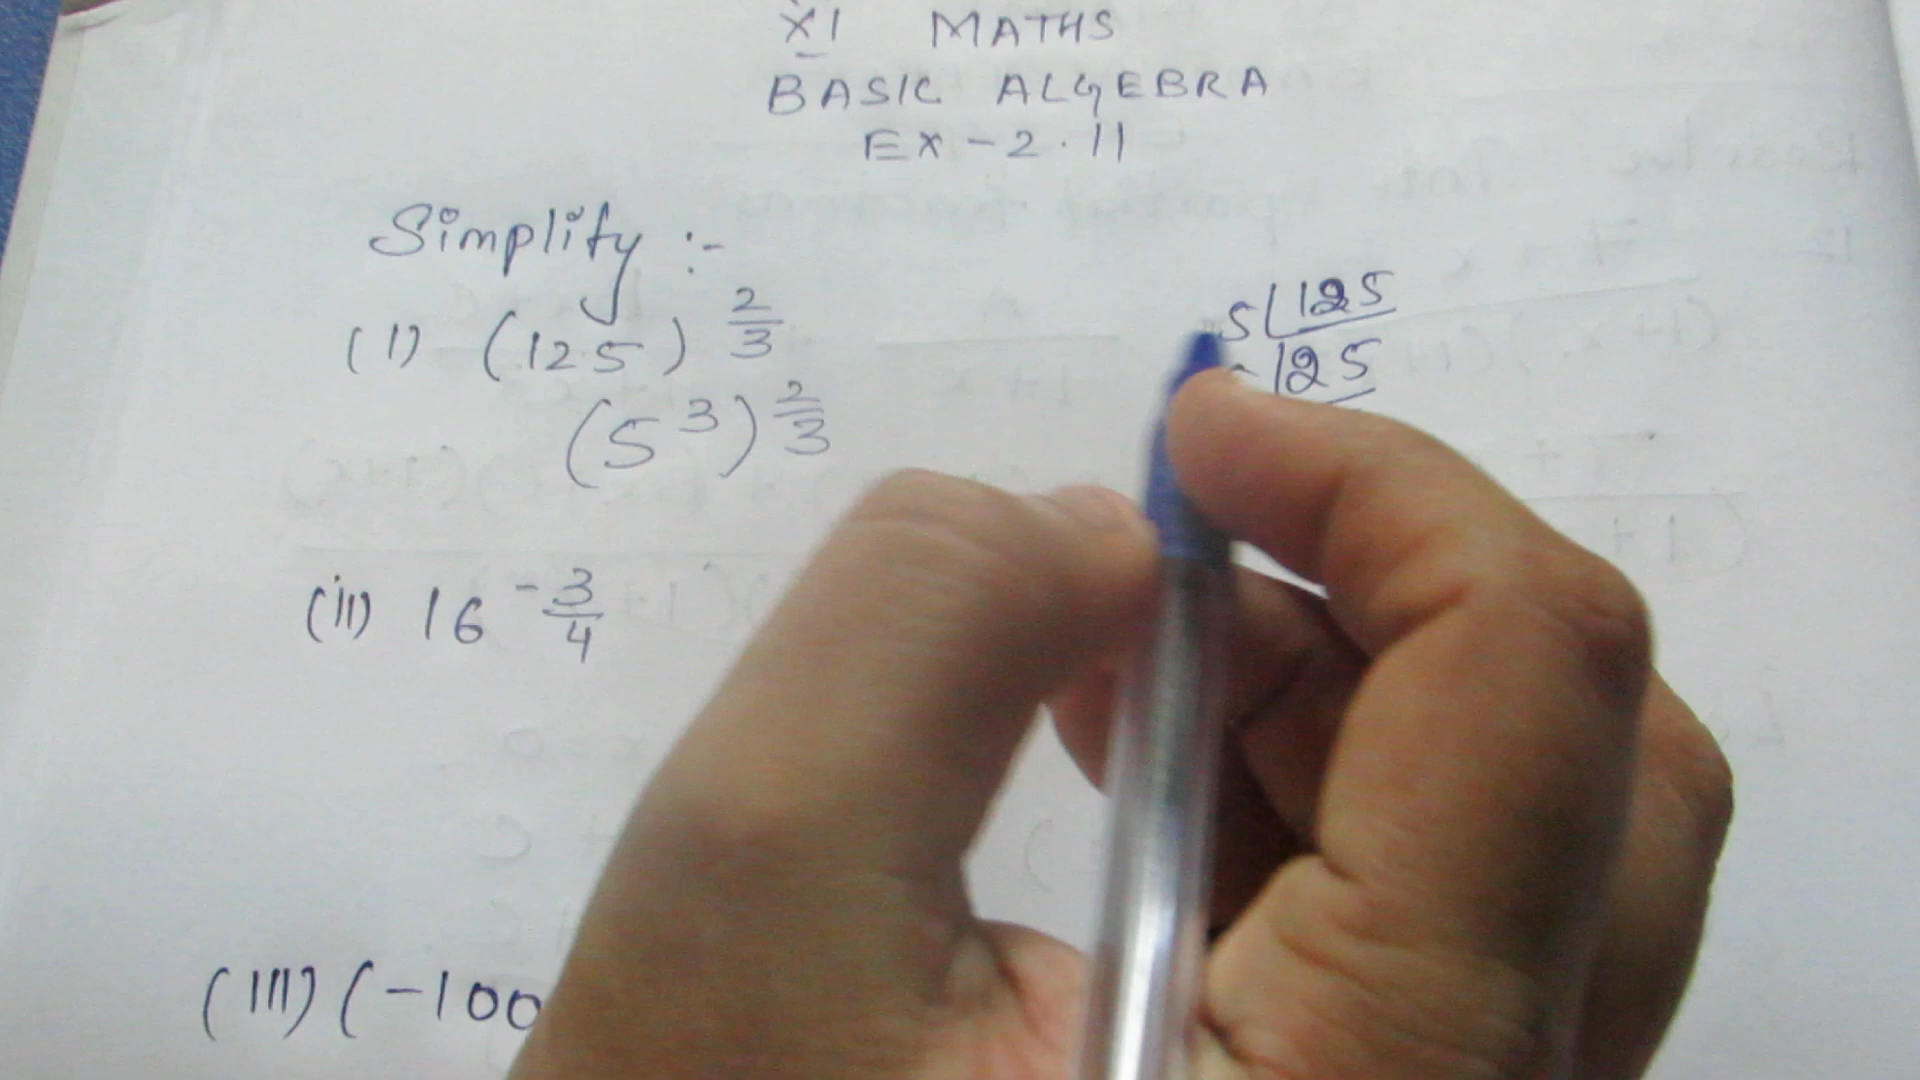 XI MATHS
BASIC ALGEBRA
EX - 2.11
Simplify :-
(I) (125)^{2/3}
(5^3)^{2/3}
5 125
125
(II) 16^{-3/4}
(III) (-100